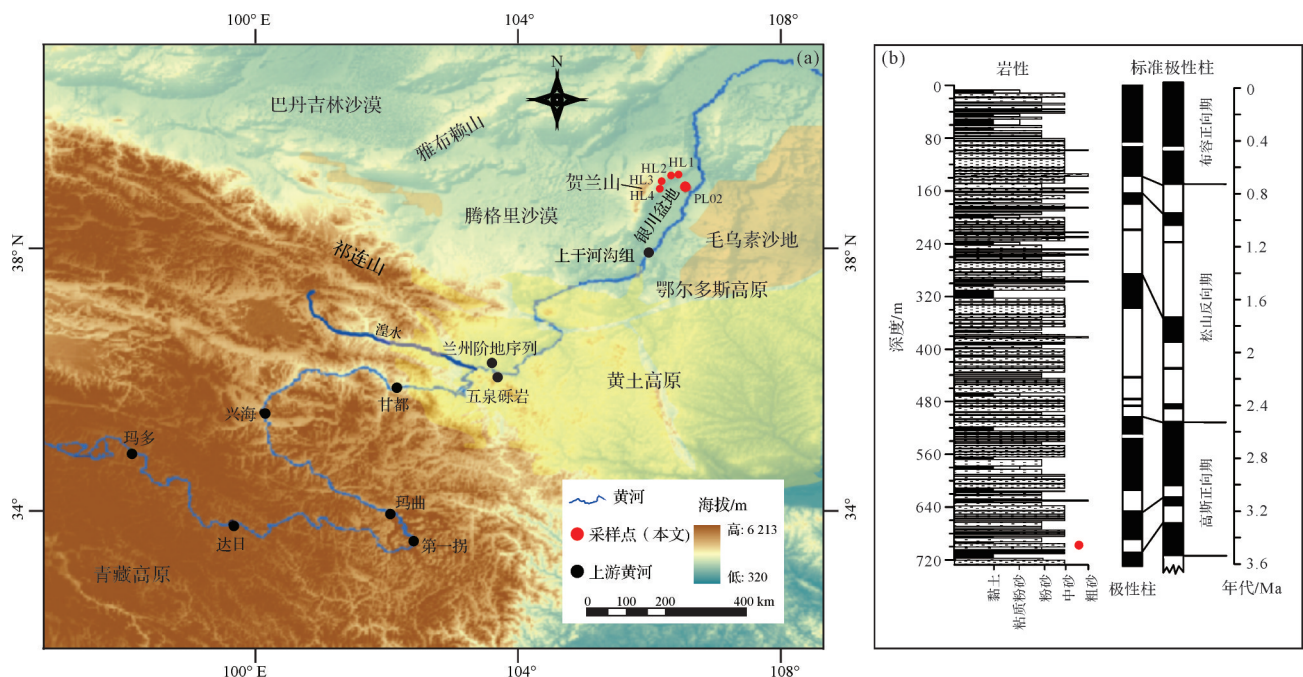 100° E
104°
108°
(a)
N
巴丹吉林沙漠
雅布赖山
HL1
HL2
HL3
HL4
贺兰山
PL02
腾格里沙漠
银川盆地
毛乌素沙地
38° N
38° N
上干河沟组
祁连山
鄂尔多斯高原
湟水
兰州阶地序列
黄土高原
五泉砾岩
甘都
兴海
玛多
玛曲
34°
34°
达日
第一拐
青藏高原
黄河
海拔/m
采样点（本文）
高: 6 213
上游黄河
低: 320
0 100 200 400 km
100° E
104°
108°
(b)
岩性
标准极性柱
深度/m
0
80
160
240
320
400
480
560
640
720
黏土
粘质粉砂
粉砂
中砂
粗砂
极性柱
布容正向期
松山反向期
高斯正向期
0
0.4
0.8
1.2
1.6
2
2.4
2.8
3.2
3.6
年代/Ma